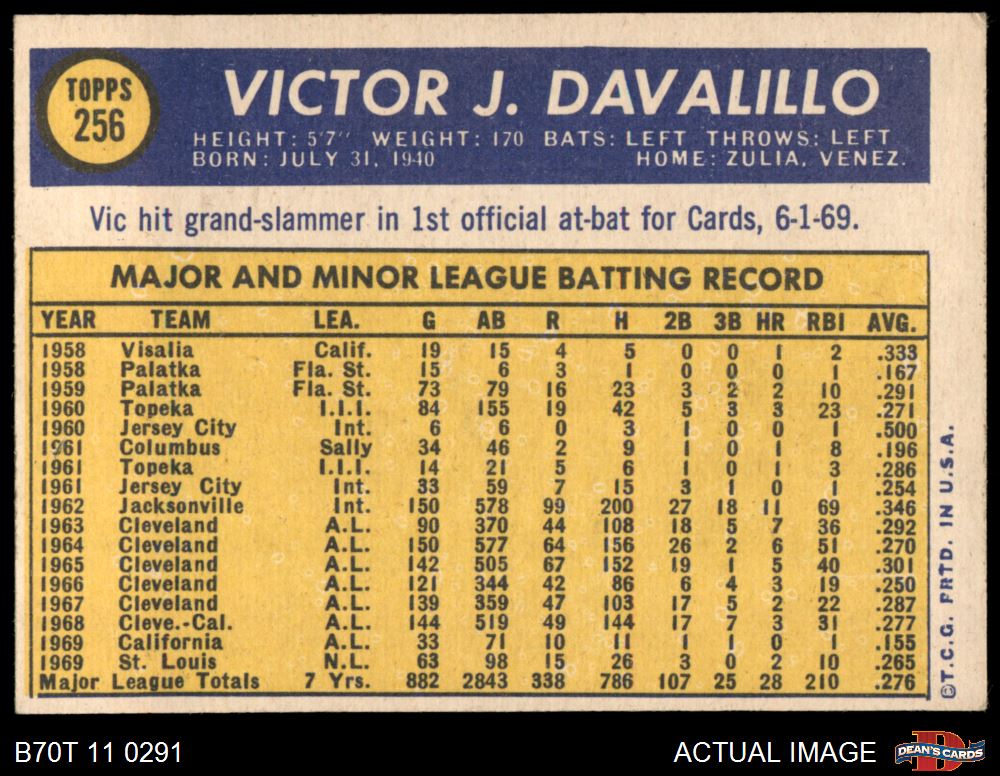 TOPPS
256
VICTOR J. DAVALILLO
HEIGHT: 5'7" WEIGHT: 170 BATS: LEFT THROWS: LEFT
BORN: JULY 31, 1940 HOME: ZULIA, VENEZ.
Vic hit grand-slammer in 1st official at-bat for Cards, 6-1-69.
MAJOR AND MINOR LEAGUE BATTING RECORD
YEAR TEAM LEA. G AB R H 2B 3B HR RBI AVG.
1958 Visalia Calif. 19 15 4 5 0 0 1 2 .333
1958 Palatka Fla. St. 15 6 3 1 0 0 0 1 .167
1959 Palatka Fla. St. 73 79 16 23 3 2 2 10 .291
1960 Topeka I.I.I. 84 155 19 42 5 3 3 23 .271
1960 Jersey City Int. 6 6 0 3 1 0 0 1 .500
1961 Columbus Sally 34 46 2 9 1 0 1 8 .196
1961 Topeka I.I.I. 14 21 5 6 1 0 1 3 .286
1961 Jersey City Int. 33 59 7 15 3 1 0 1 .254
1962 Jacksonville Int. 150 578 99 200 27 18 11 69 .346
1963 Cleveland A.L. 90 370 44 108 18 5 7 36 .292
1964 Cleveland A.L. 150 577 64 156 26 2 6 51 .270
1965 Cleveland A.L. 142 505 67 152 19 1 5 40 .301
1966 Cleveland A.L. 121 344 42 86 6 4 3 19 .250
1967 Cleveland A.L. 139 359 47 103 17 5 2 22 .287
1968 Cleve.-Cal. A.L. 144 519 49 144 17 7 3 31 .277
1969 California A.L. 33 71 10 11 1 1 0 1 .155
1969 St. Louis N.L. 63 98 15 26 3 0 2 10 .265
Major League Totals 7 Yrs. 882 2843 338 786 107 25 28 210 .276
©T.C.G. PRTD. IN U.S.A.
B70T 11 0291
ACTUAL IMAGE
DEAN'S CARDS